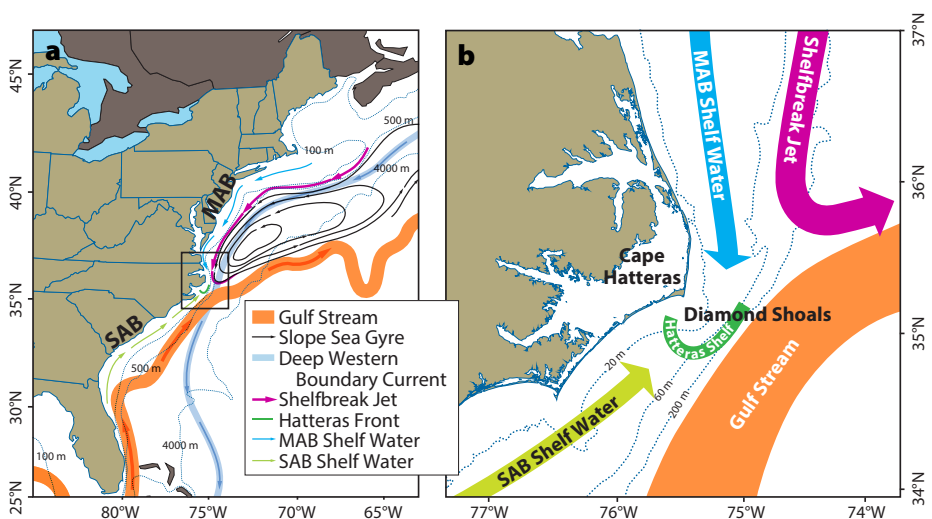 a
45°N
40°N
35°N
30°N
25°N
80°W
75°W
70°W
65°W
500 m
100 m
4000 m
MAB
SAB
500 m
4000 m
100 m
Gulf Stream
Slope Sea Gyre
Deep Western
Boundary Current
Shelfbreak Jet
Hatteras Front
MAB Shelf Water
SAB Shelf Water
b
MAB Shelf Water
Shelfbreak Jet
Cape
Hatteras
Diamond Shoals
Hatteras Shelf
20 m
60 m
200 m
Gulf Stream
SAB Shelf Water
37°N
36°N
35°N
34°N
77°W
76°W
75°W
74°W